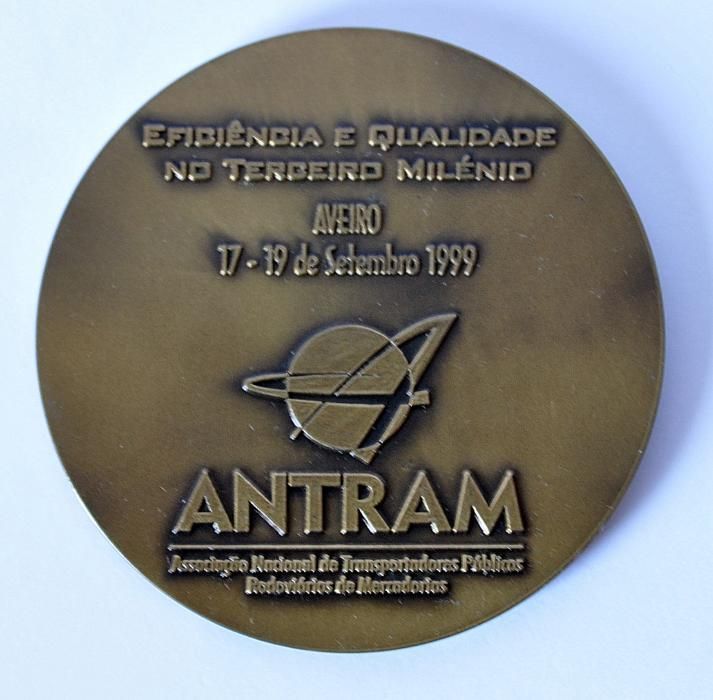 EFICIÊNCIA E QUALIDADE
NO TERCEIRO MILÉNIO
AVEIRO
17 - 19 de Setembro 1999
ANTRAM
Associação Nacional de Transportadores Públicos
Rodoviários de Mercadorias